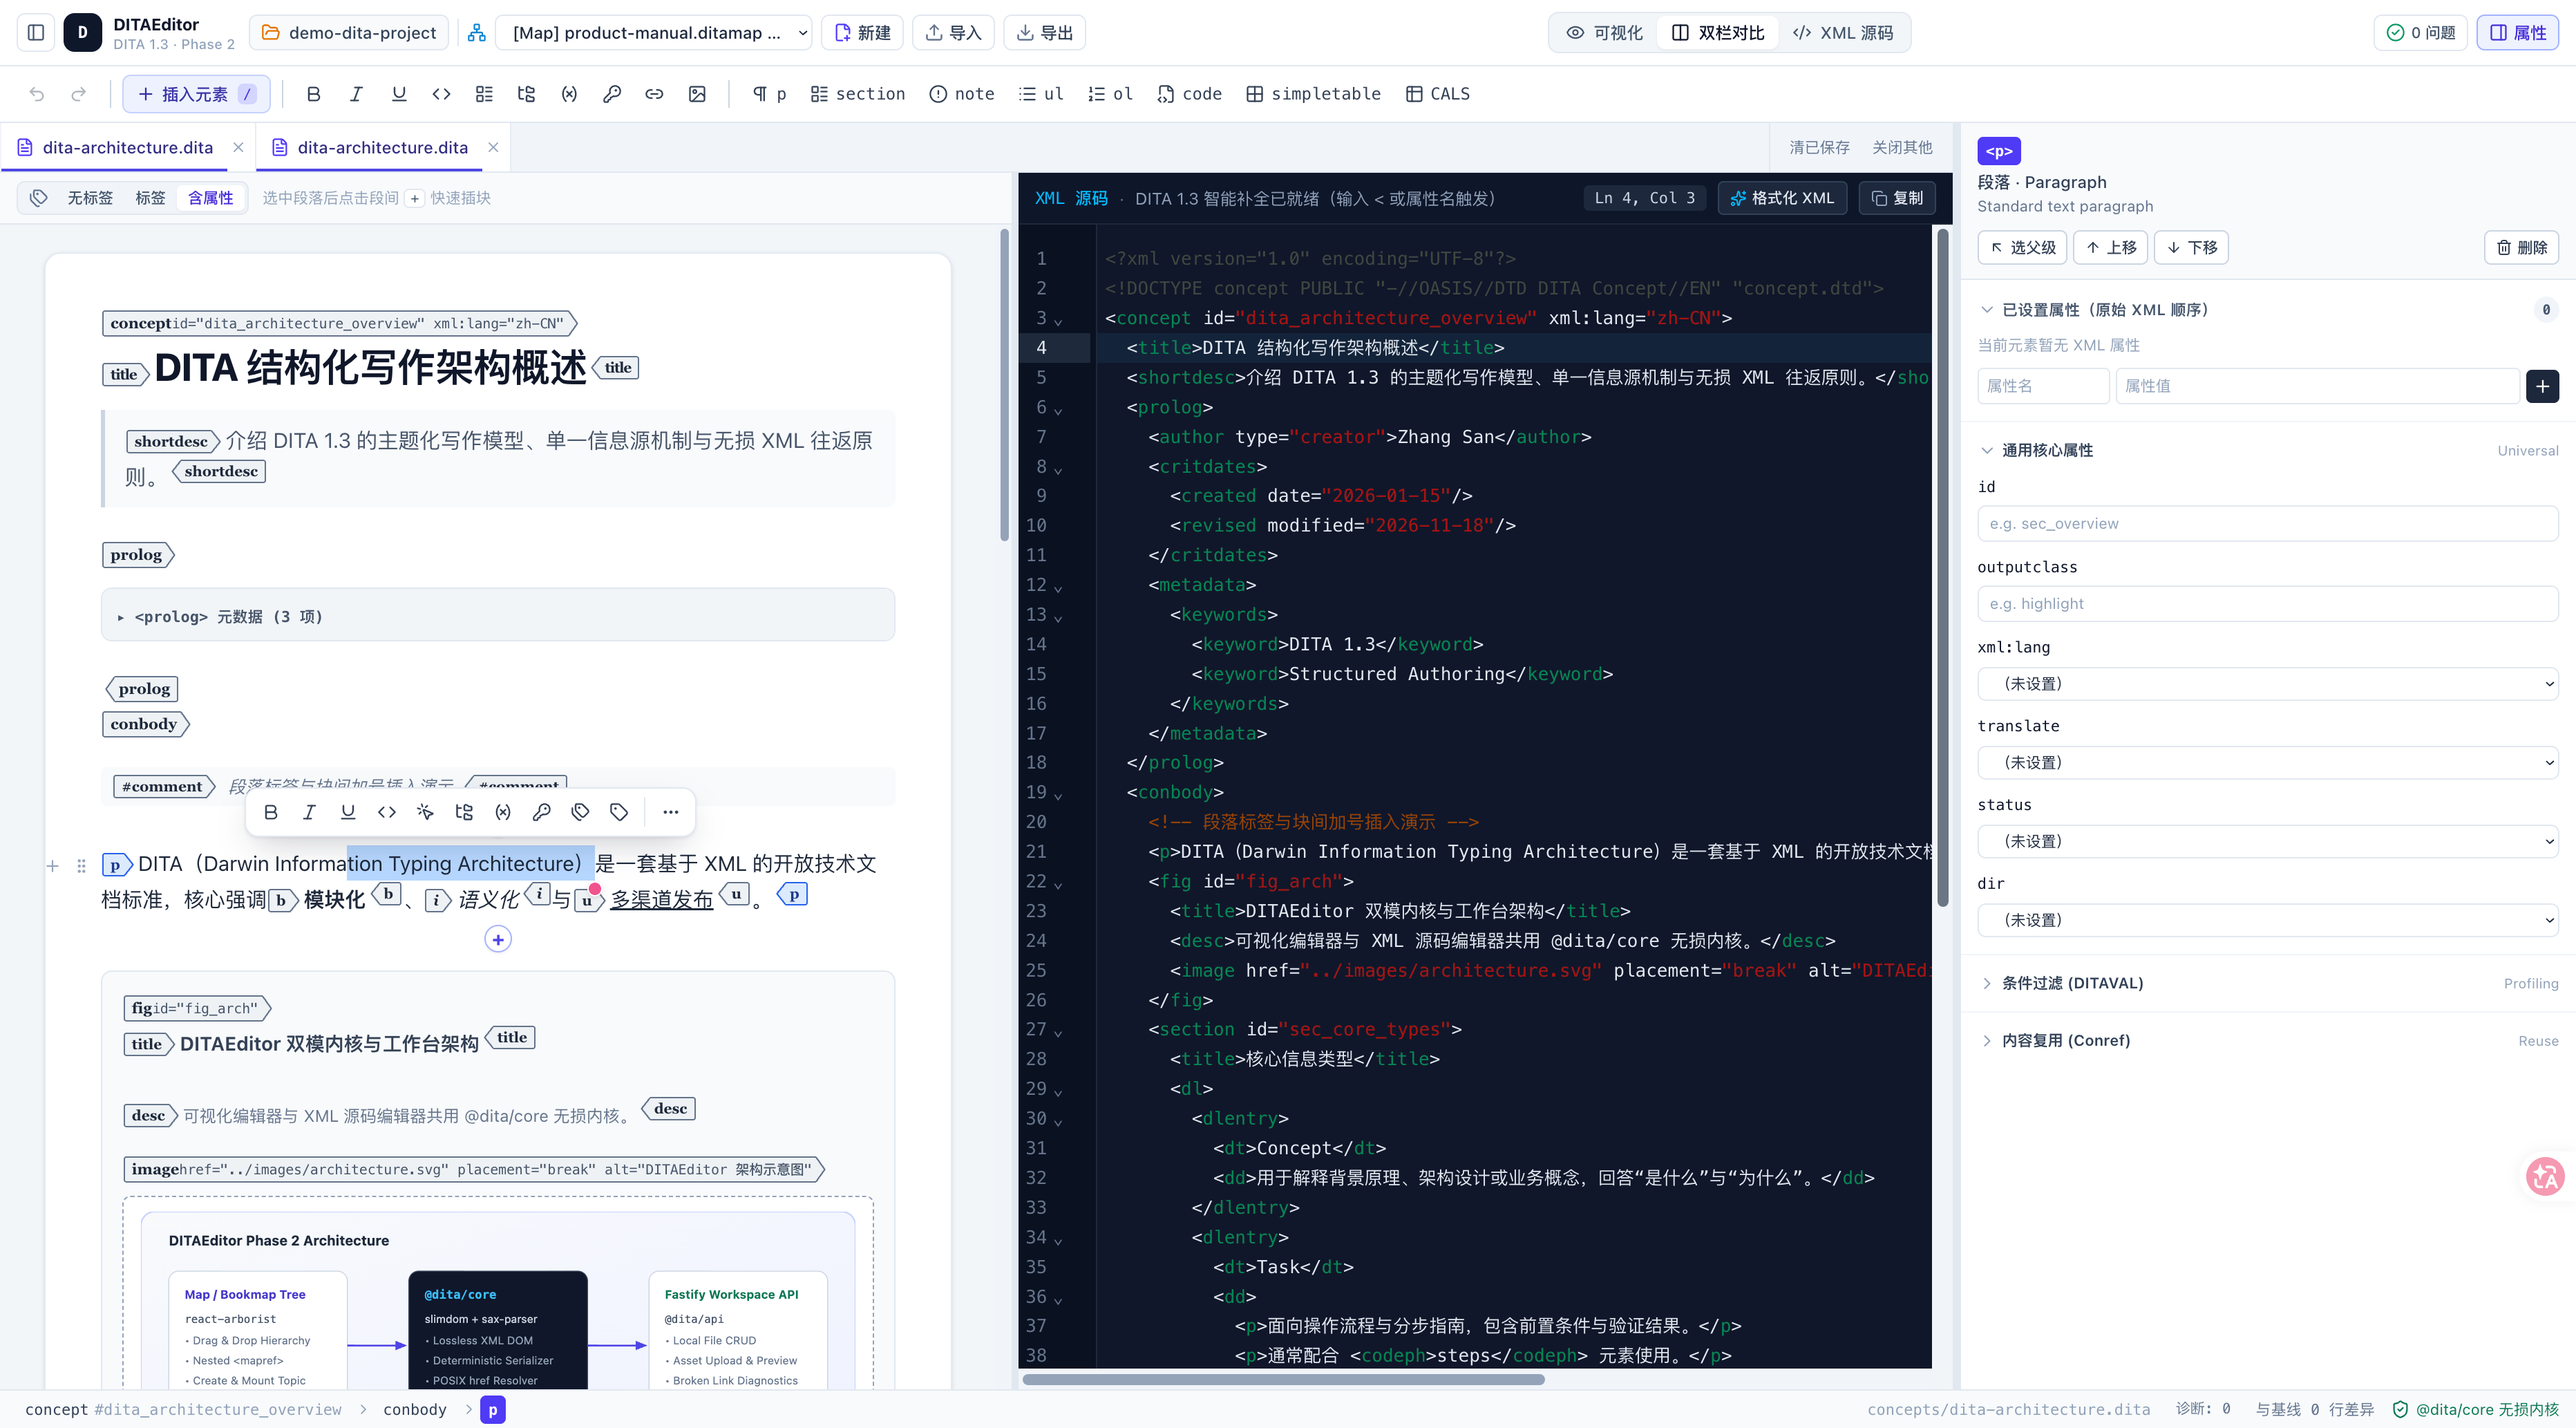 D
DITAEditor
DITA 1.3 · Phase 2
demo-dita-project
[Map] product-manual.ditamap ...
新建
导入
导出
可视化
双栏对比
</> XML 源码
0 问题
属性
+ 插入元素 /
B I U <>
¶ p
section
note
ul
ol
code
simpletable
CALS
dita-architecture.dita ×
dita-architecture.dita ×
清已保存 关闭其他
无标签 标签 含属性
选中段落后点击段间 + 快速插块
conceptid="dita_architecture_overview" xml:lang="zh-CN"
title DITA 结构化写作架构概述 title
shortdesc 介绍 DITA 1.3 的主题化写作模型、单一信息源机制与无损 XML 往返原
则。 shortdesc
prolog
▸ <prolog> 元数据 (3 项)
prolog
conbody
#comment 段落标签与块间加号插入演示 #comment
B I U <> (x) ...
p DITA（Darwin Information Typing Architecture）是一套基于 XML 的开放技术文
档标准，核心强调 b 模块化 b 、 i 语义化 i 与 u 多渠道发布 u 。 p
+
figid="fig_arch"
title DITAEditor 双模内核与工作台架构 title
desc 可视化编辑器与 XML 源码编辑器共用 @dita/core 无损内核。 desc
imagehref="../images/architecture.svg" placement="break" alt="DITAEditor 架构示意图"
DITAEditor Phase 2 Architecture
Map / Bookmap Tree
react-arborist
• Drag & Drop Hierarchy
• Nested <mapref>
• Create & Mount Topic
@dita/core
slimdom + sax-parser
• Lossless XML DOM
• Deterministic Serializer
• POSIX href Resolver
Fastify Workspace API
@dita/api
• Local File CRUD
• Asset Upload & Preview
• Broken Link Diagnostics
XML 源码 · DITA 1.3 智能补全已就绪（输入 < 或属性名触发）
Ln 4, Col 3
格式化 XML
复制
1 <?xml version="1.0" encoding="UTF-8"?>
2 <!DOCTYPE concept PUBLIC "-//OASIS//DTD DITA Concept//EN" "concept.dtd">
3 <concept id="dita_architecture_overview" xml:lang="zh-CN">
4 <title>DITA 结构化写作架构概述</title>
5 <shortdesc>介绍 DITA 1.3 的主题化写作模型、单一信息源机制与无损 XML 往返原则。</sho
6 <prolog>
7 <author type="creator">Zhang San</author>
8 <critdates>
9 <created date="2026-01-15"/>
10 <revised modified="2026-11-18"/>
11 </critdates>
12 <metadata>
13 <keywords>
14 <keyword>DITA 1.3</keyword>
15 <keyword>Structured Authoring</keyword>
16 </keywords>
17 </metadata>
18 </prolog>
19 <conbody>
20 <!-- 段落标签与块间加号插入演示 -->
21 <p>DITA（Darwin Information Typing Architecture）是一套基于 XML 的开放技术文档
22 <fig id="fig_arch">
23 <title>DITAEditor 双模内核与工作台架构</title>
24 <desc>可视化编辑器与 XML 源码编辑器共用 @dita/core 无损内核。</desc>
25 <image href="../images/architecture.svg" placement="break" alt="DITAEdi
26 </fig>
27 <section id="sec_core_types">
28 <title>核心信息类型</title>
29 <dl>
30 <dlentry>
31 <dt>Concept</dt>
32 <dd>用于解释背景原理、架构设计或业务概念，回答“是什么”与“为什么”。</dd>
33 </dlentry>
34 <dlentry>
35 <dt>Task</dt>
36 <dd>
37 <p>面向操作流程与分步指南，包含前置条件与验证结果。</p>
38 <p>通常配合 <codeph>steps</codeph> 元素使用。</p>
<p>
段落 · Paragraph
Standard text paragraph
选父级
上移
下移
删除
已设置属性（原始 XML 顺序） 0
当前元素暂无 XML 属性
属性名 属性值 +
通用核心属性 Universal
id
e.g. sec_overview
outputclass
e.g. highlight
xml:lang
（未设置）
translate
（未设置）
status
（未设置）
dir
（未设置）
条件过滤 (DITAVAL) Profiling
内容复用 (Conref) Reuse
concept #dita_architecture_overview > conbody > p
concepts/dita-architecture.dita 诊断: 0 与基线 0 行差异 @dita/core 无损内核